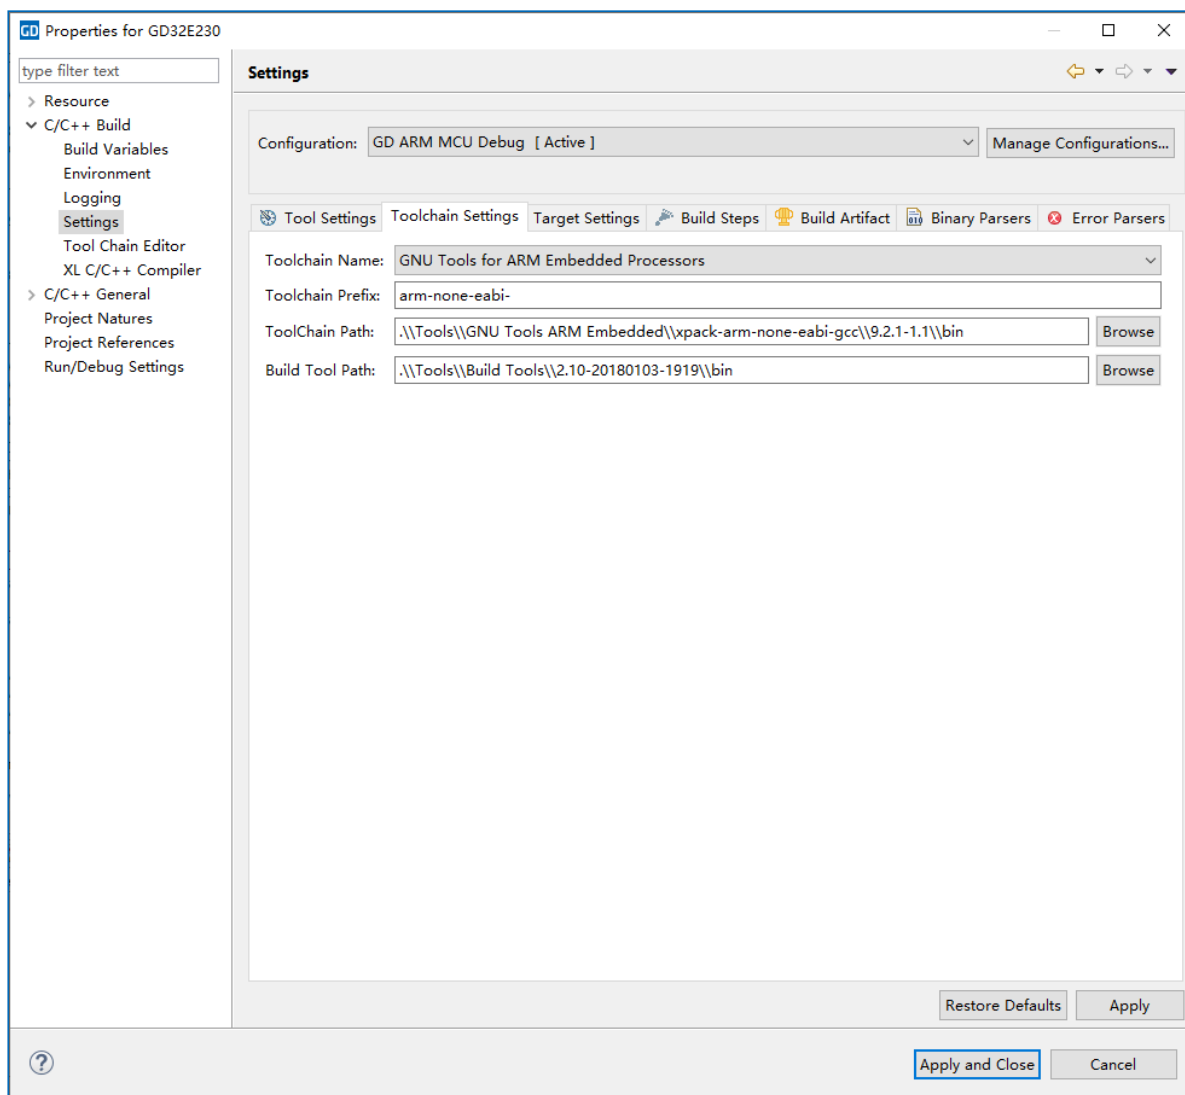 GD Properties for GD32E230
type filter text
Resource
C/C++ Build
Build Variables
Environment
Logging
Settings
Tool Chain Editor
XL C/C++ Compiler
C/C++ General
Project Natures
Project References
Run/Debug Settings
Settings
Configuration: GD ARM MCU Debug [ Active ] Manage Configurations...
Tool Settings Toolchain Settings Target Settings Build Steps Build Artifact 010 Binary Parsers Error Parsers
Toolchain Name: GNU Tools for ARM Embedded Processors
Toolchain Prefix: arm-none-eabi-
ToolChain Path: .\\Tools\\GNU Tools ARM Embedded\\xpack-arm-none-eabi-gcc\\9.2.1-1.1\\bin Browse
Build Tool Path: .\\Tools\\Build Tools\\2.10-20180103-1919\\bin Browse
Restore Defaults Apply
? Apply and Close Cancel